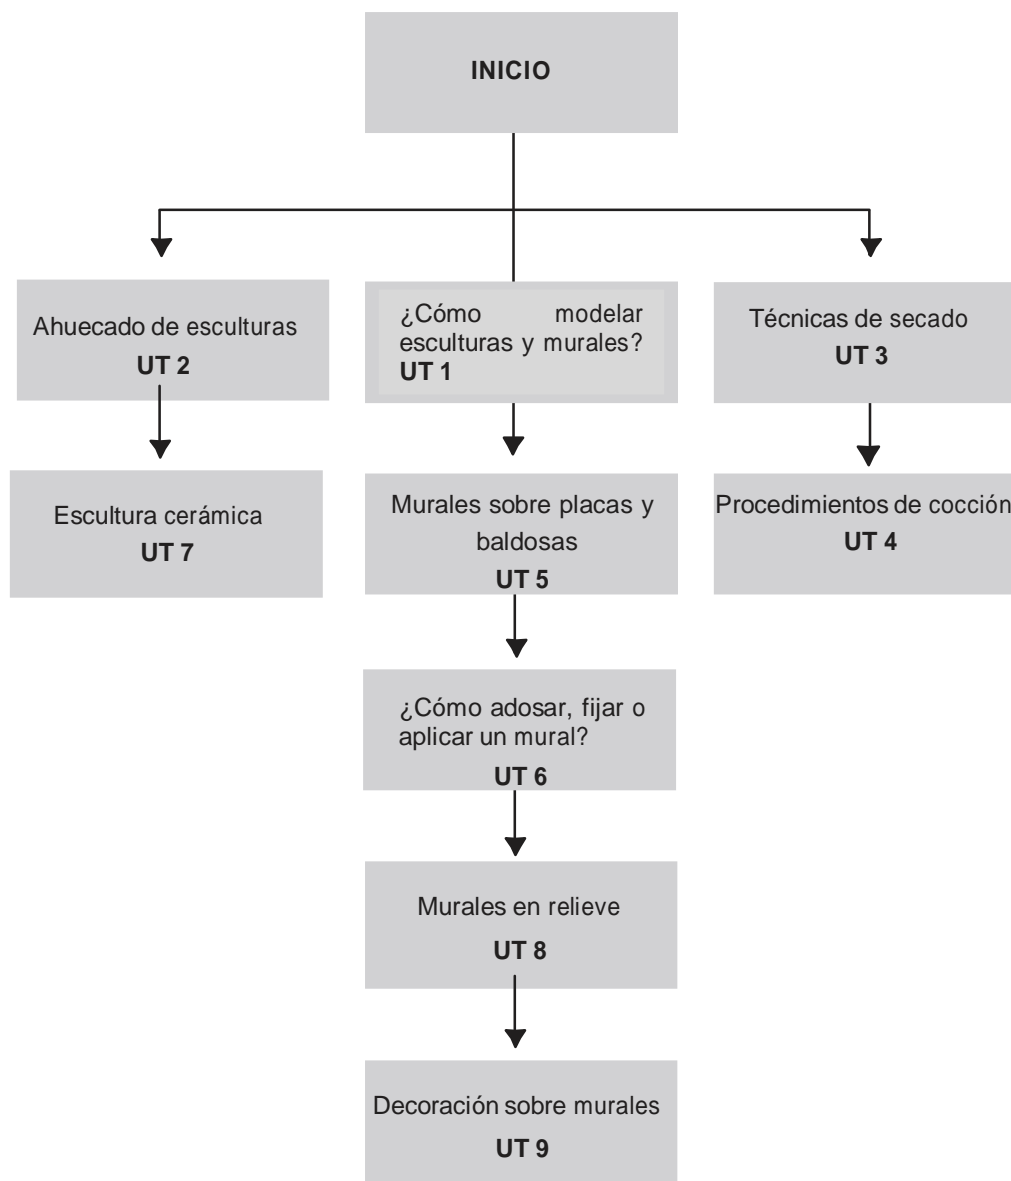 INICIO
Ahuecado de esculturas
UT 2
¿Cómo modelar
esculturas y murales?
UT 1
Técnicas de secado
UT 3
Escultura cerámica
UT 7
Murales sobre placas y
baldosas
UT 5
Procedimientos de cocción
UT 4
¿Cómo adosar, fijar o
aplicar un mural?
UT 6
Murales en relieve
UT 8
Decoración sobre murales
UT 9